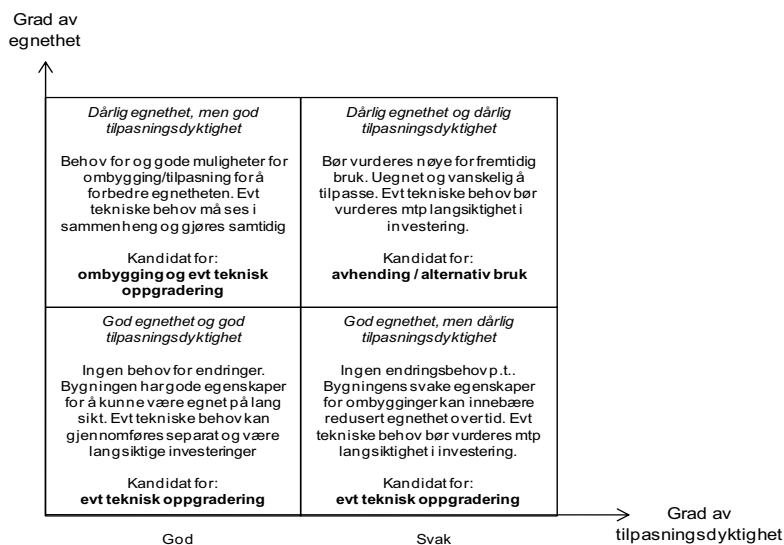 Grad av
egnethet
Dårlig egnethet, men god
tilpasningsdyktighet
Behov for og gode muligheter for
ombygging/tilpasning for å
forbedre egnetheten. Evt
tekniske behov må ses i
sammenheng og gjøres samtidig
Kandidat for:
ombygging og evt teknisk
oppgradering
Dårlig egnethet og dårlig
tilpasningsdyktighet
Bør vurderes nøye for fremtidig
bruk. Uegnet og vanskelig å
tilpasse. Evt tekniske behov bør
vurderes mtp langsiktighet i
investering.
Kandidat for:
avhending / alternativ bruk
God egnethet og god
tilpasningsdyktighet
Ingen behov for endringer.
Bygningen har gode egenskaper
for å kunne være egnet på lang
sikt. Evt tekniske behov kan
gjennomføres separat og være
langsiktige investeringer
Kandidat for:
evt teknisk oppgradering
God egnethet, men dårlig
tilpasningsdyktighet
Ingen endringsbehov p.t..
Bygningens svake egenskaper
for ombygginger kan innebære
redusert egnethet over tid. Evt
tekniske behov bør vurderes mtp
langsiktighet i investering.
Kandidat for:
evt teknisk oppgradering
God
Svak
Grad av
tilpasningsdyktighet